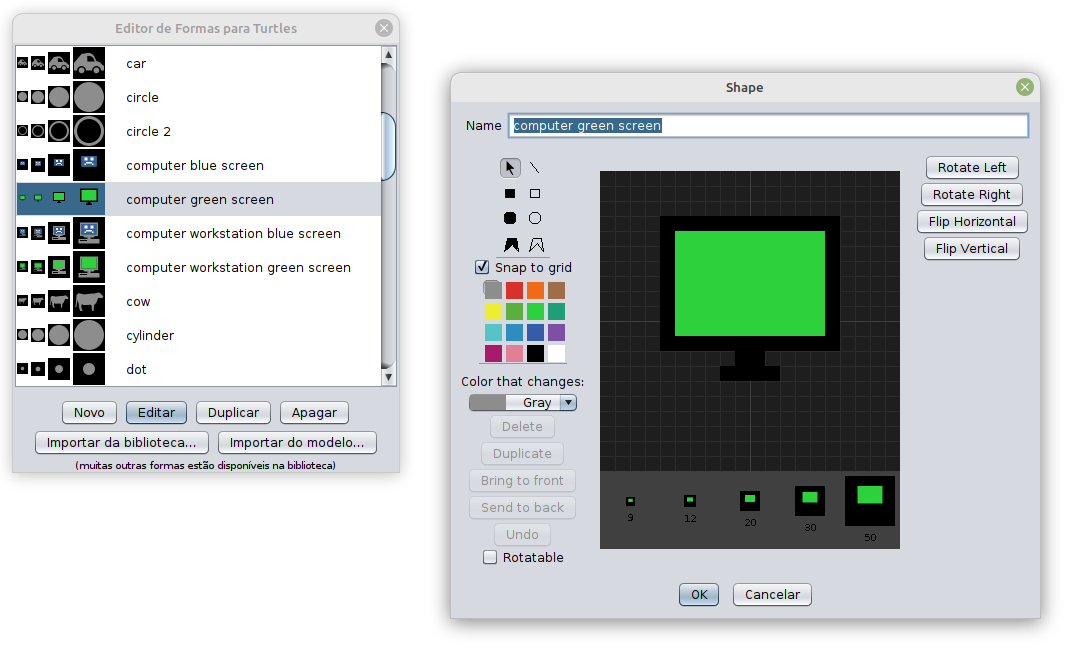 Editor de Formas para Turtles
car
circle
circle 2
computer blue screen
computer green screen
computer workstation blue screen
computer workstation green screen
cow
cylinder
dot
Novo Editar Duplicar Apagar
Importar da biblioteca... Importar do modelo...
(muitas outras formas estão disponíveis na biblioteca)
Shape
Name computer green screen
Snap to grid
Color that changes:
Gray
Delete
Duplicate
Bring to front
Send to back
Undo
Rotatable
9 12 20 30 50
Rotate Left
Rotate Right
Flip Horizontal
Flip Vertical
OK Cancelar